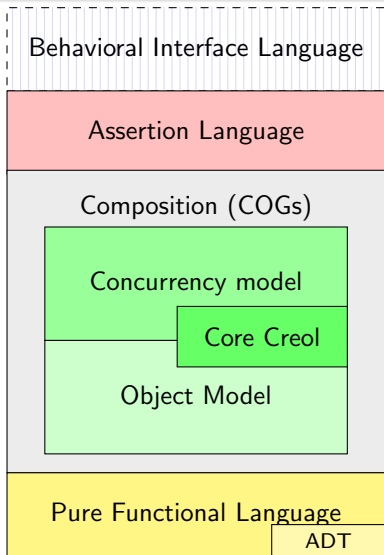 Behavioral Interface Language
Assertion Language
Composition (COGs)
Concurrency model
Core Creol
Object Model
Pure Functional Language
ADT